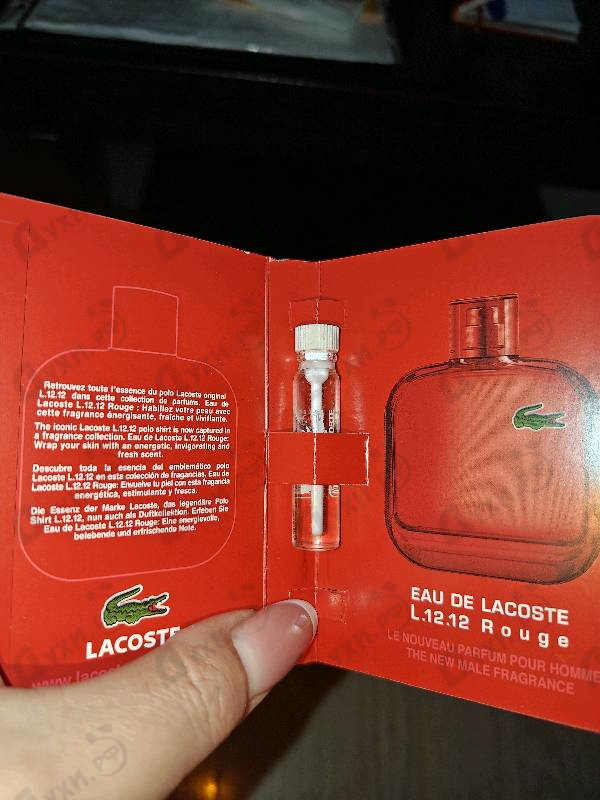 Retrouvez toute l'essence du polo Lacoste original
L.12.12 dans cette collection de parfums. Eau de
Lacoste L.12.12 Rouge : Habillez votre peau avec
cette fragrance énergisante, fraîche et vivifiante.
The iconic Lacoste L.12.12 polo shirt is now captured in
a fragrance collection. Eau de Lacoste L.12.12 Rouge:
Wrap your skin with an energetic, invigorating and
fresh scent.
Descubre toda la esencia del emblemático polo
Lacoste L.12.12 en esta colección de fragancias. Eau de
Lacoste L.12.12 Rouge: Envuelve tu piel con esta fragancia
energética, estimulante y fresca.
Die Essenz der Marke Lacoste, das legendäre Polo
Shirt L.12.12, nun auch als Duftkollektion. Erleben Sie
Eau de Lacoste L.12.12 Rouge: Eine energievolle,
belebende und erfrischende Note.
LACOSTE
EAU DE LACOSTE
L.12.12 Rouge
LE NOUVEAU PARFUM POUR HOMME
THE NEW MALE FRAGRANCE